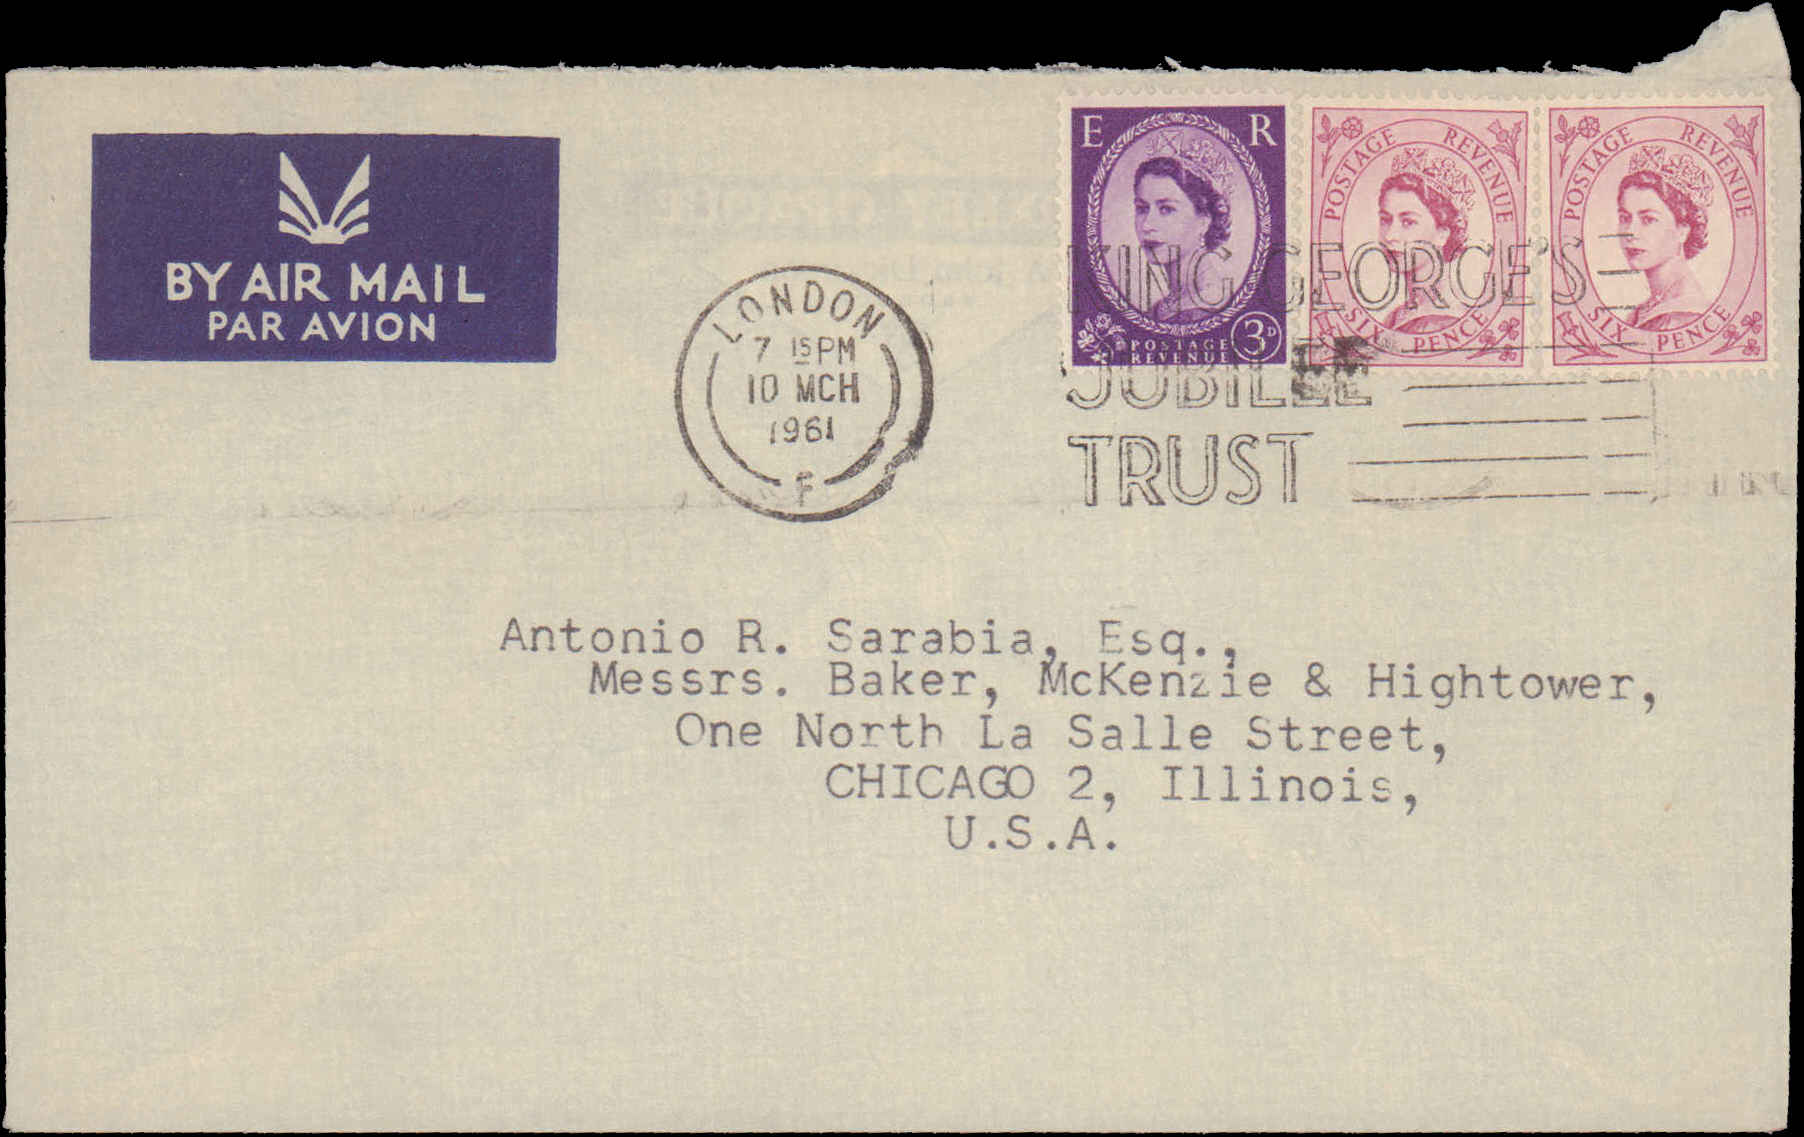 BY AIR MAIL
PAR AVION
LONDON
7 15 PM
10 MCH
1961
F
E R
3D
POSTAGE
REVENUE
POSTAGE REVENUE
SIX PENCE
POSTAGE REVENUE
SIX PENCE
KING GEORGE'S
JUBILEE
TRUST
Antonio R. Sarabia, Esq.,
Messrs. Baker, McKenzie & Hightower,
One North La Salle Street,
CHICAGO 2, Illinois,
U.S.A.